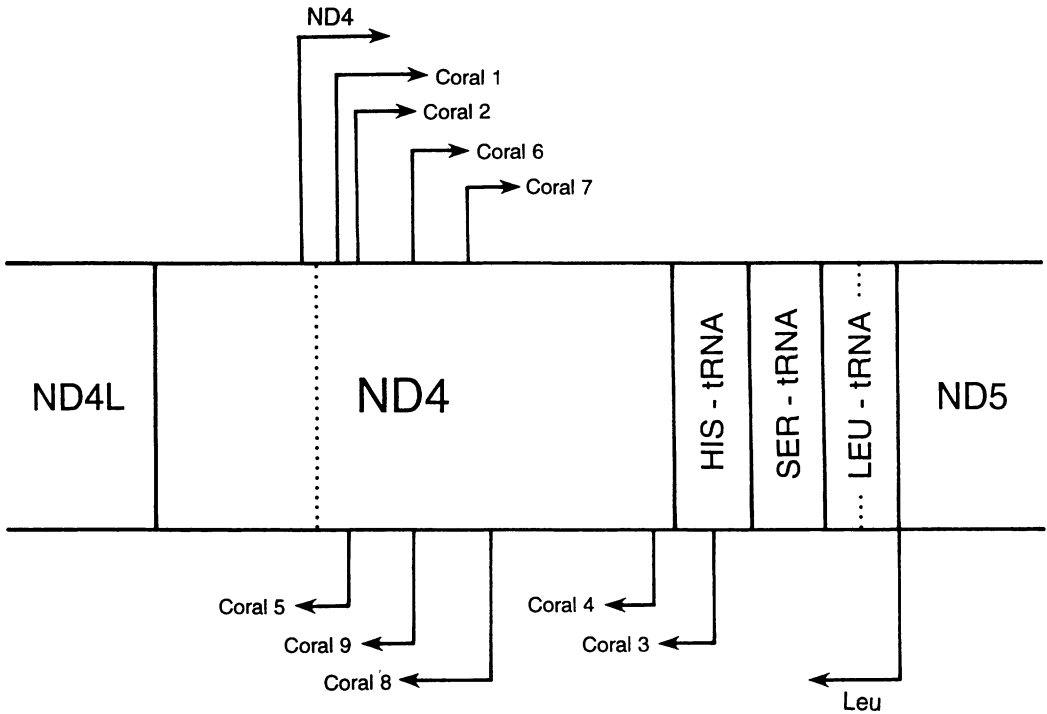 ND4
Coral 1
Coral 2
Coral 6
Coral 7
ND4L
ND4
HIS - tRNA
SER - tRNA
LEU - tRNA
ND5
Coral 5
Coral 9
Coral 8
Coral 4
Coral 3
Leu